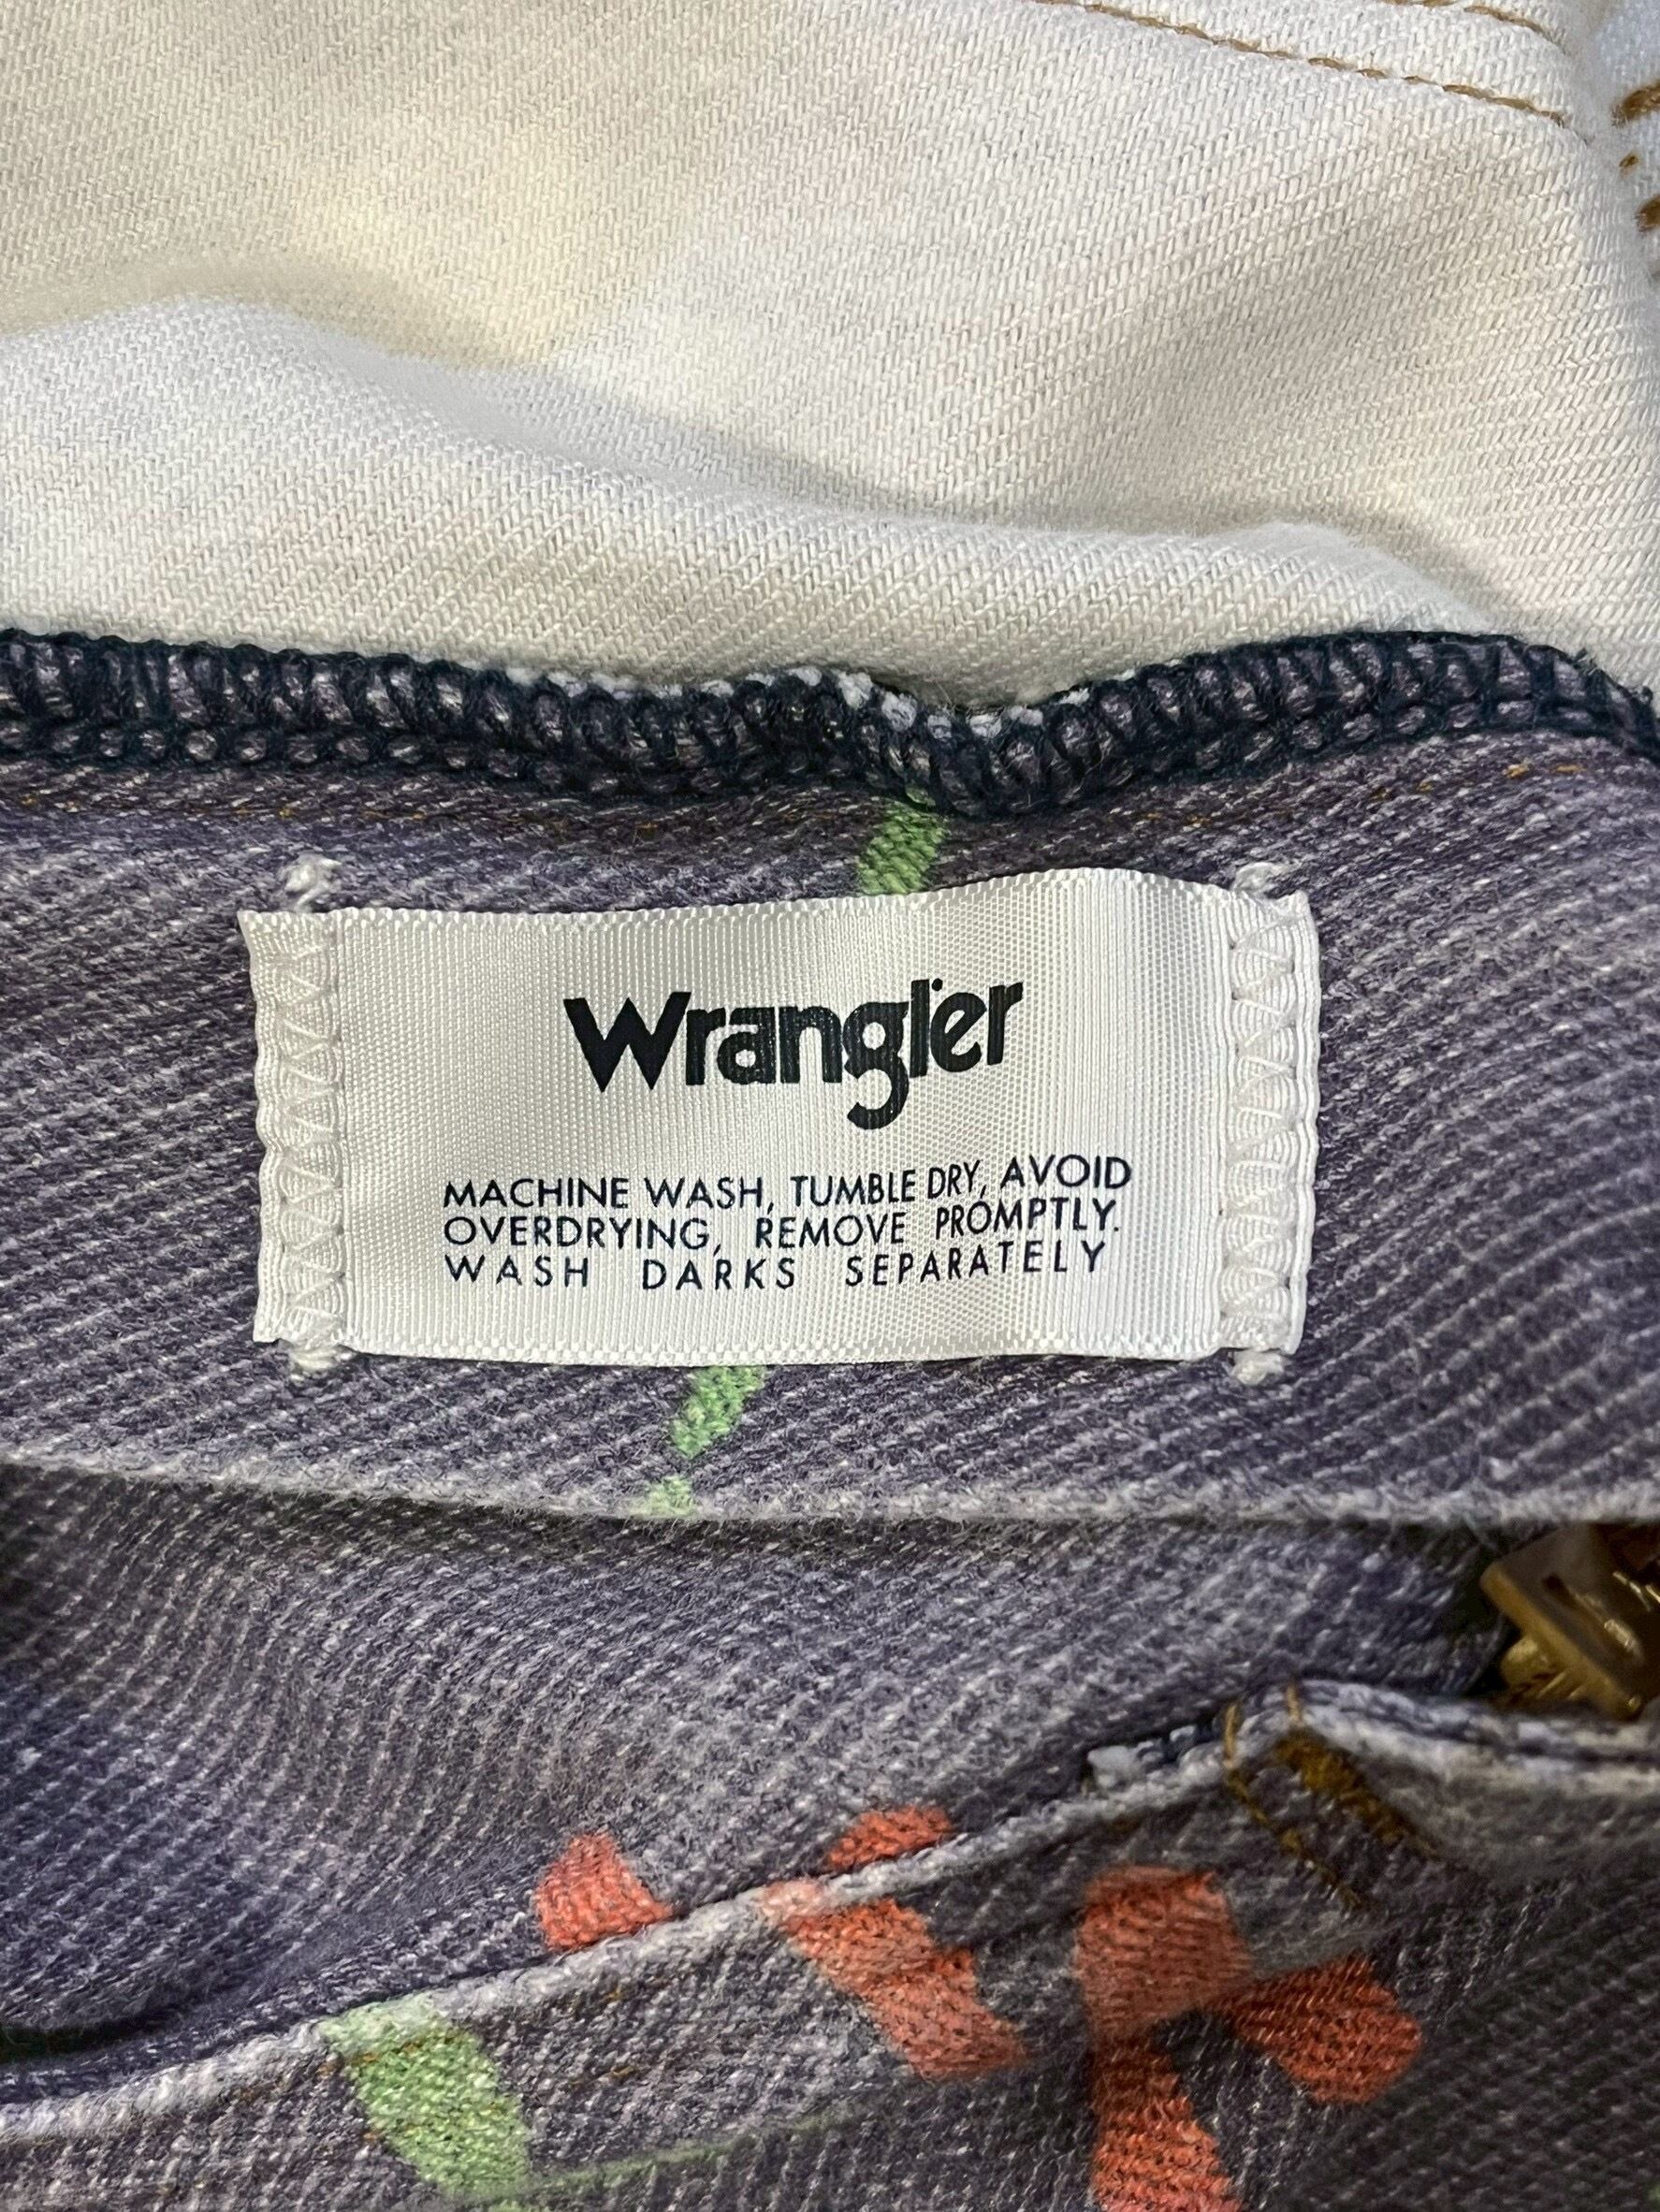 Wrangler
MACHINE WASH, TUMBLE DRY, AVOID
OVERDRYING, REMOVE PROMPTLY.
WASH DARKS SEPARATELY